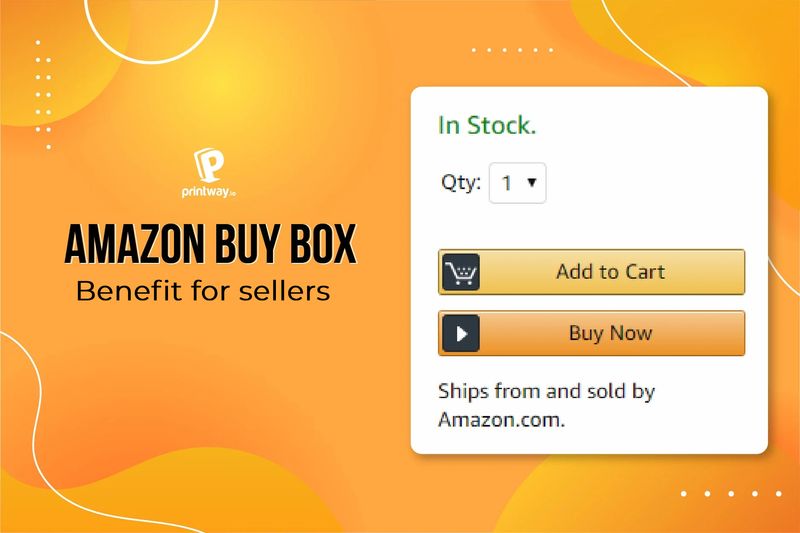 printway.io
AMAZON BUY BOX
Benefit for sellers
In Stock.
Qty: 1
Add to Cart
Buy Now
Ships from and sold by
Amazon.com.